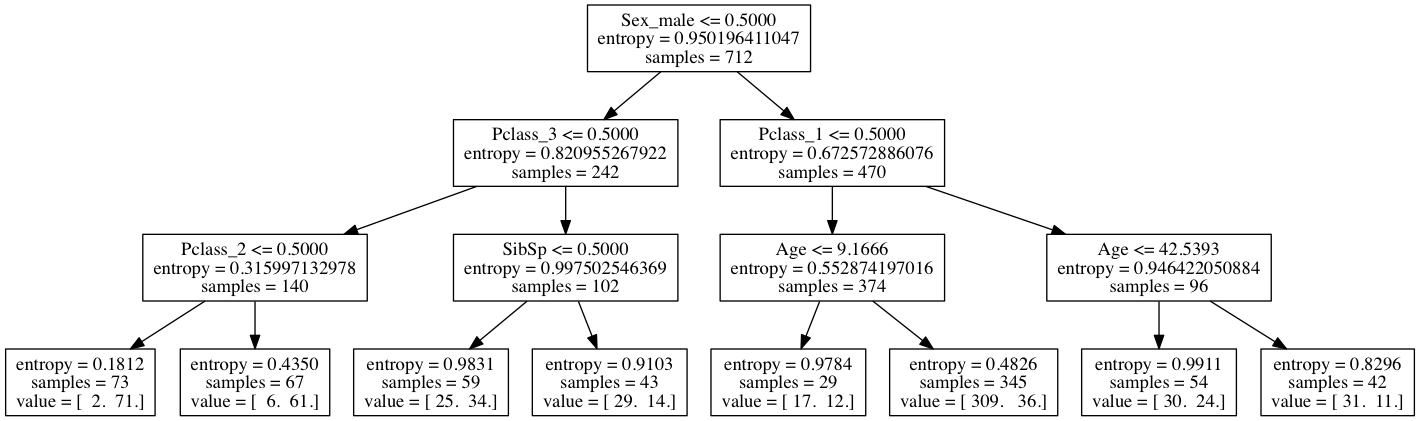 Sex_male <= 0.5000
entropy = 0.950196411047
samples = 712
Pclass_3 <= 0.5000
entropy = 0.820955267922
samples = 242
Pclass_1 <= 0.5000
entropy = 0.672572886076
samples = 470
Pclass_2 <= 0.5000
entropy = 0.315997132978
samples = 140
SibSp <= 0.5000
entropy = 0.997502546369
samples = 102
Age <= 9.1666
entropy = 0.552874197016
samples = 374
Age <= 42.5393
entropy = 0.946422050884
samples = 96
entropy = 0.1812
samples = 73
value = [  2.  71.]
entropy = 0.4350
samples = 67
value = [  6.  61.]
entropy = 0.9831
samples = 59
value = [ 25.  34.]
entropy = 0.9103
samples = 43
value = [ 29.  14.]
entropy = 0.9784
samples = 29
value = [ 17.  12.]
entropy = 0.4826
samples = 345
value = [ 309.   36.]
entropy = 0.9911
samples = 54
value = [ 30.  24.]
entropy = 0.8296
samples = 42
value = [ 31.  11.]